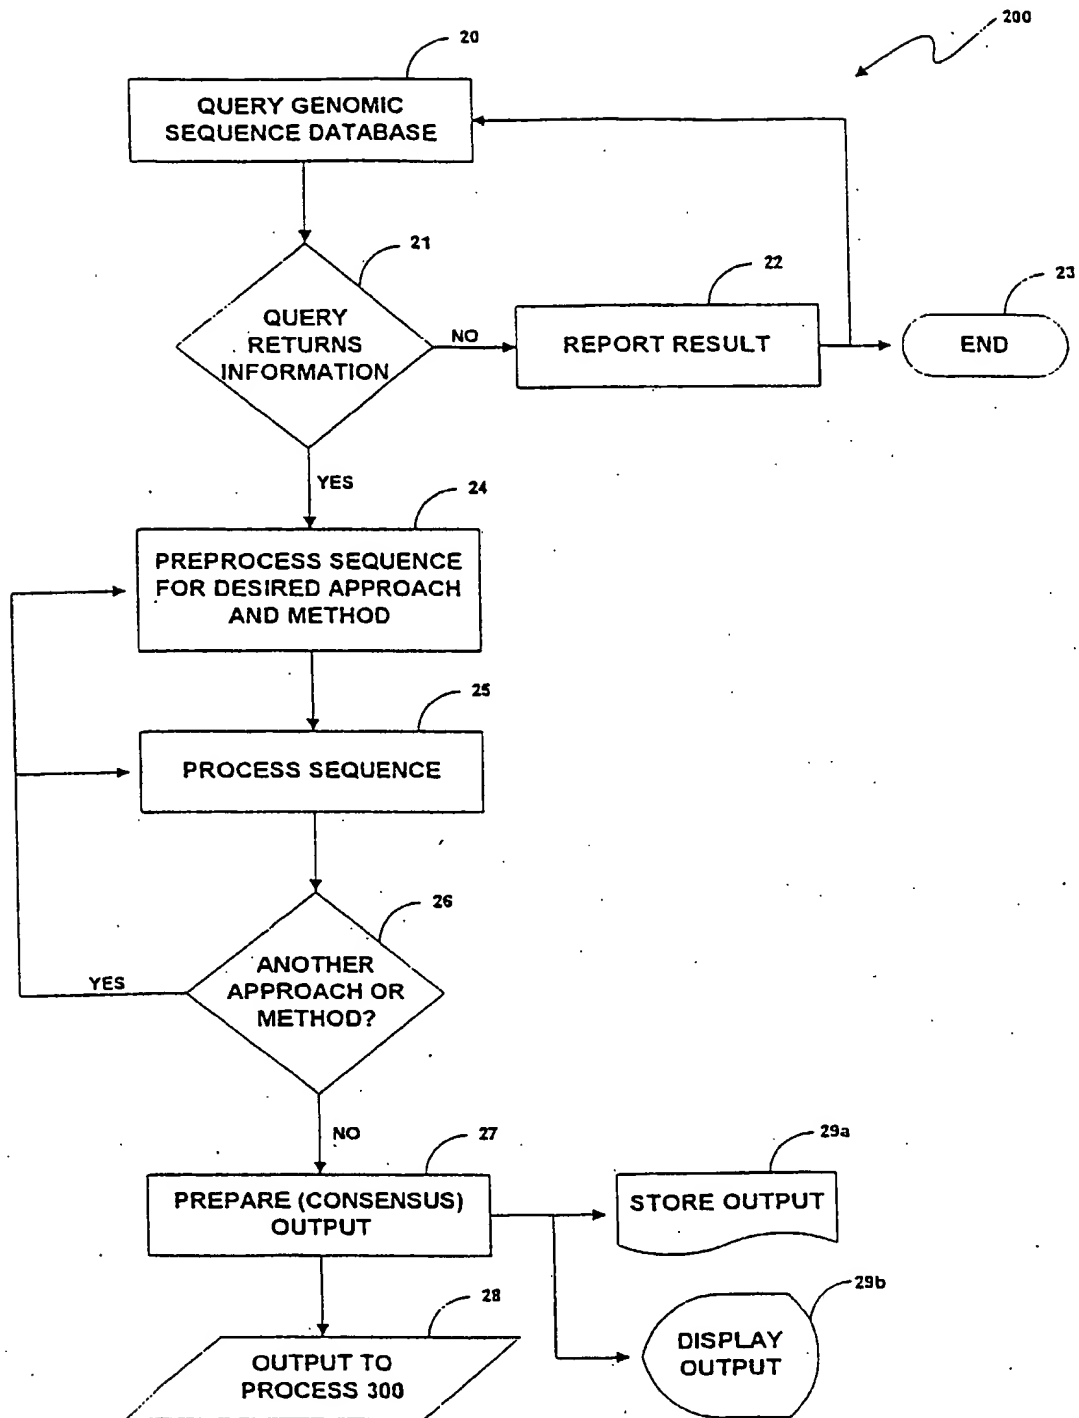 200
20
QUERY GENOMIC
SEQUENCE DATABASE
21
QUERY
RETURNS
INFORMATION
NO
22
REPORT RESULT
23
END
YES
24
PREPROCESS SEQUENCE
FOR DESIRED APPROACH
AND METHOD
25
PROCESS SEQUENCE
26
ANOTHER
APPROACH OR
METHOD?
YES
NO
27
PREPARE (CONSENSUS)
OUTPUT
29a
STORE OUTPUT
28
OUTPUT TO
PROCESS 300
29b
DISPLAY
OUTPUT